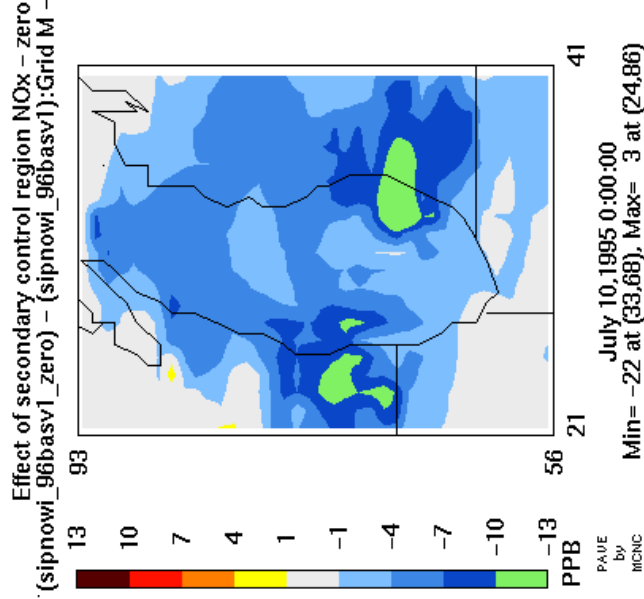 Effect of secondary control region NOx - zero
(sipnowi_96basv1_zero) - (sipnowi_96basv1):Grid M -
93
56
21
41
13
10
7
4
1
-1
-4
-7
-10
-13
PPB
PAVE
by
MCNC
July 10,1995 0:00:00
Min= -22 at (33,68), Max= 3 at (24,86)